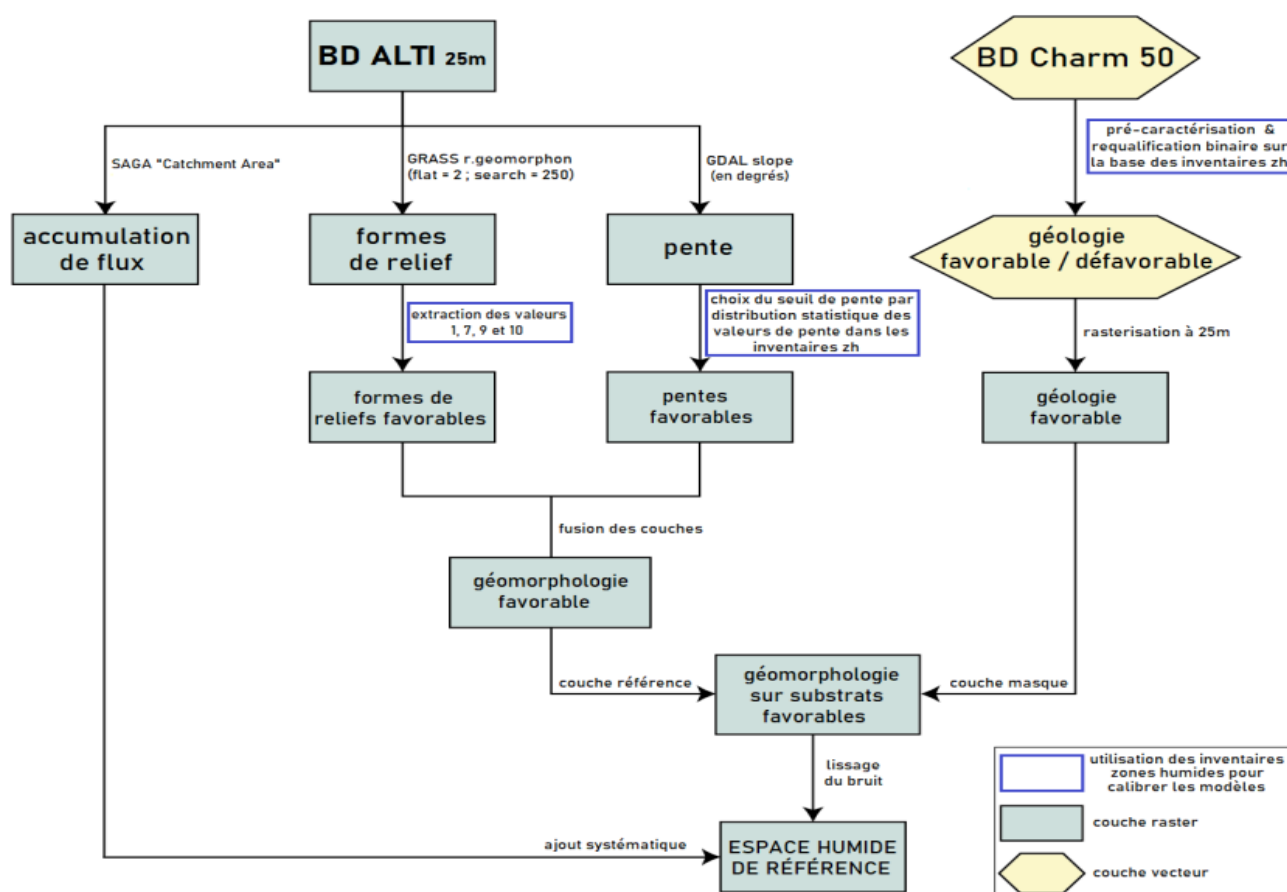 BD ALTI 25m
BD Charm 50
SAGA "Catchment Area"
GRASS r.geomorphon
(flat = 2 ; search = 250)
GDAL slope
(en degrés)
pré-caractérisation &
requalification binaire sur
la base des inventaires zh
accumulation
de flux
formes
de relief
pente
géologie
favorable / défavorable
extraction des valeurs
1, 7, 9 et 10
choix du seuil de pente par
distribution statistique des
valeurs de pente dans les
inventaires zh
rasterisation à 25m
formes de
reliefs favorables
pentes
favorables
géologie
favorable
fusion des couches
géomorphologie
favorable
couche référence
géomorphologie
sur substrats
favorables
couche masque
lissage
du bruit
ajout systématique
ESPACE HUMIDE
DE RÉFÉRENCE
utilisation des inventaires
zones humides pour
calibrer les modèles
couche raster
couche vecteur